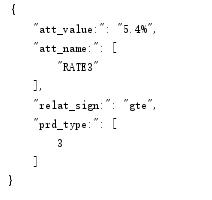 {
"att_value:": "5.4%",
"att_name:": [
"RATE3"
],
"relat_sign:": "gte",
"prd_type:": [
3
]
}